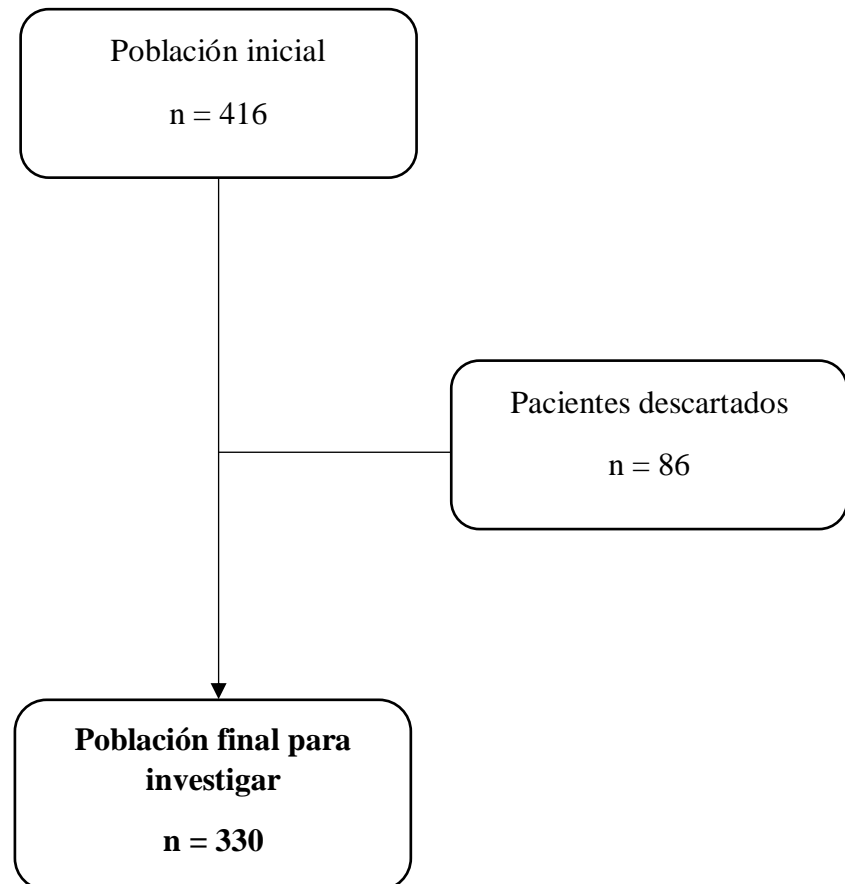 Población inicial
n = 416
Pacientes descartados
n = 86
Población final para
investigar
n = 330